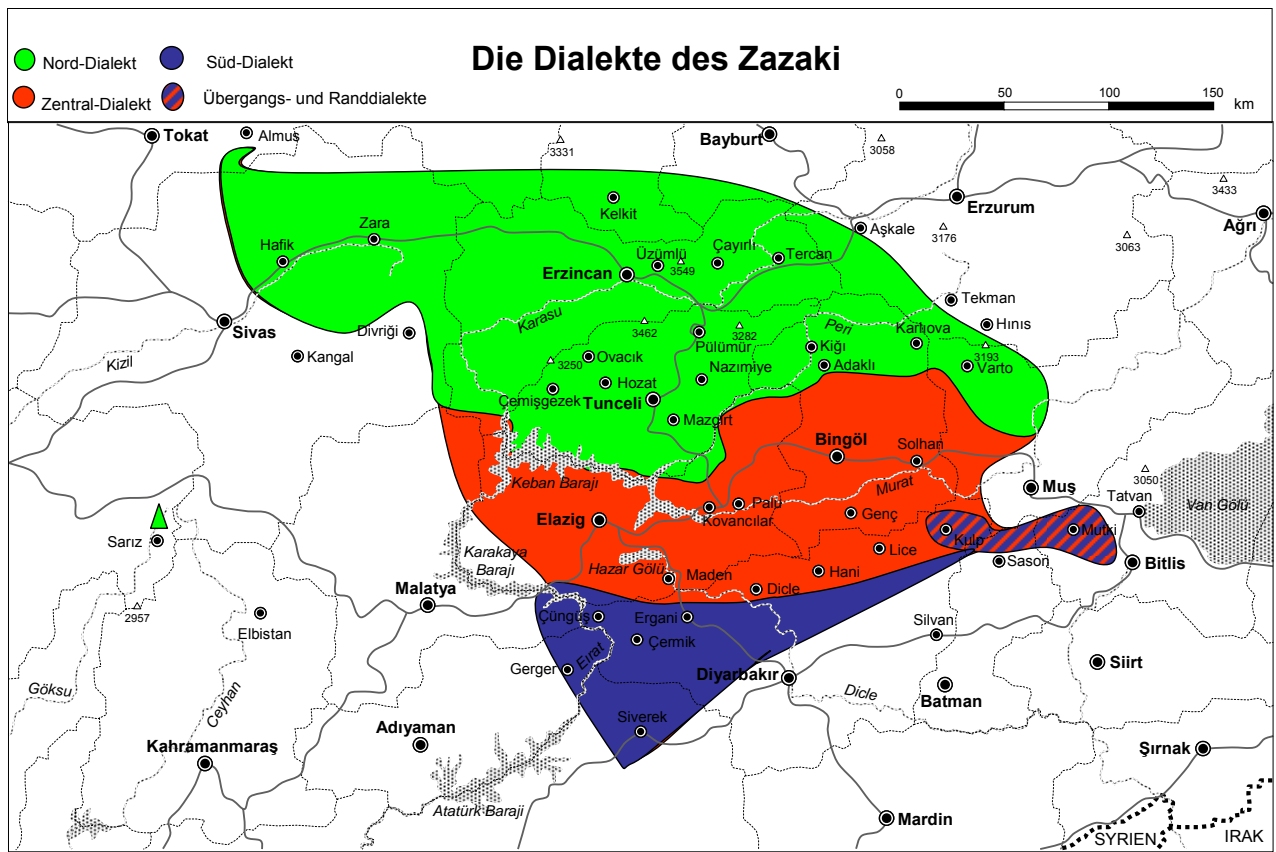 Die Dialekte des Zazaki
Nord-Dialekt
Süd-Dialekt
Zentral-Dialekt
Übergangs- und Randdialekte
0 50 100 150 km
Tokat
Almuş
3331
Bayburt
3058
3433
Erzurum
Ağrı
Kelkit
Zara
Aşkale
3176
3063
Hafik
Üzümlü
Çayırlı
Tercan
3549
Erzincan
Tekman
Karasu
Sivas
Divriği
3462
3282
Peri
Karlıova
Hınıs
Kangal
Kizil
Pülümür
Kiğı
3193
3250
Ovacık
Nazımiye
Adaklı
Varto
Hozat
Çemişgezek
Tunceli
Mazgirt
Bingöl
Solhan
Keban Barajı
Murat
Muş
3050
Tatvan
Van Gölü
Palu
Kovancılar
Genç
Elazig
Sarız
Kulp
Mutki
Karakaya
Barajı
Hazar Gölü
Lice
Sason
Bitlis
Maden
Hani
Dicle
Malatya
2957
Elbistan
Çüngüş
Ergani
Silvan
Çermik
Gerger
Eırat
Siirt
Diyarbakır
Göksu
Ceyhan
Dicle
Batman
Siverek
Adıyaman
Kahramanmaraş
Şırnak
Atatürk Baraji
Mardin
SYRIEN
IRAK